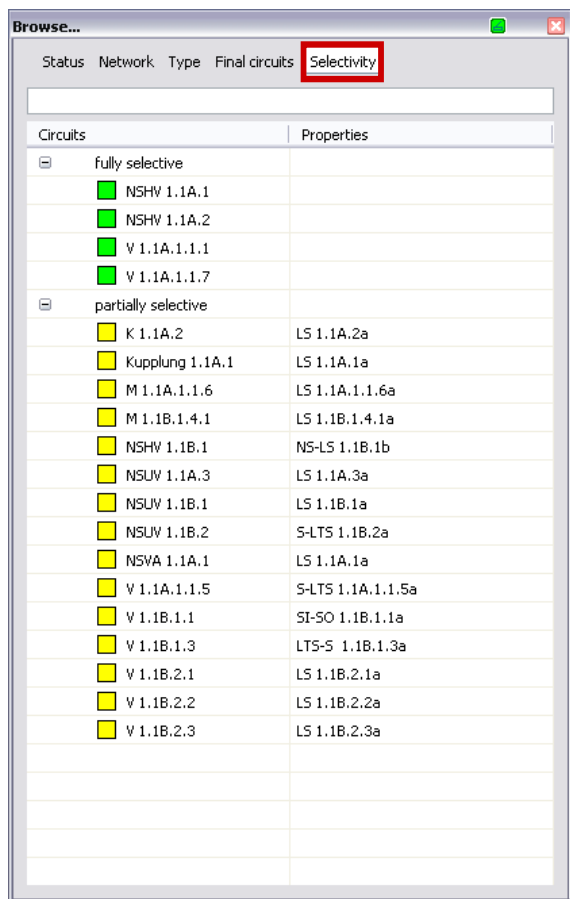 Browse...
Status Network Type Final circuits Selectivity
Circuits Properties
fully selective
NSHV 1.1A.1
NSHV 1.1A.2
V 1.1A.1.1.1
V 1.1A.1.1.7
partially selective
K 1.1A.2 LS 1.1A.2a
Kupplung 1.1A.1 LS 1.1A.1a
M 1.1A.1.1.6 LS 1.1A.1.1.6a
M 1.1B.1.4.1 LS 1.1B.1.4.1a
NSHV 1.1B.1 NS-LS 1.1B.1b
NSUV 1.1A.3 LS 1.1A.3a
NSUV 1.1B.1 LS 1.1B.1a
NSUV 1.1B.2 S-LTS 1.1B.2a
NSVA 1.1A.1 LS 1.1A.1a
V 1.1A.1.1.5 S-LTS 1.1A.1.1.5a
V 1.1B.1.1 SI-SO 1.1B.1.1a
V 1.1B.1.3 LTS-S 1.1B.1.3a
V 1.1B.2.1 LS 1.1B.2.1a
V 1.1B.2.2 LS 1.1B.2.2a
V 1.1B.2.3 LS 1.1B.2.3a